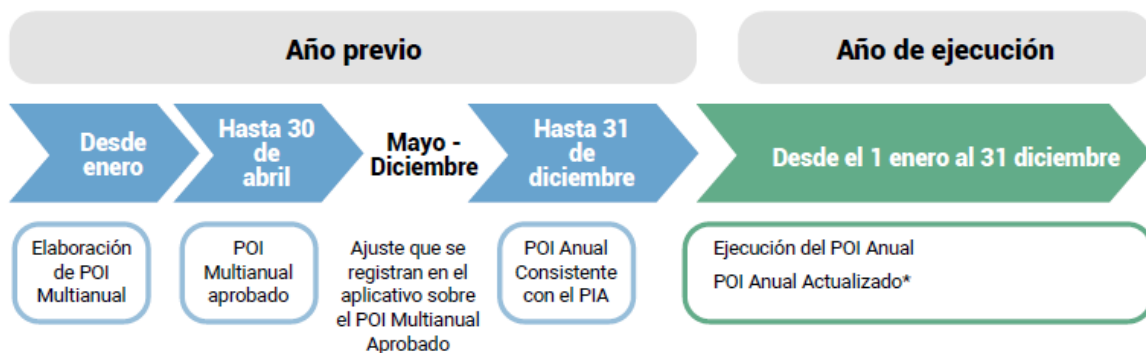 Año previo
Año de ejecución
Desde
enero
Hasta 30
de
abril
Mayo -
Diciembre
Hasta 31
de
diciembre
Desde el 1 enero al 31 diciembre
Elaboración
de POI
Multianual
POI
Multianual
aprobado
Ajuste que se
registran en el
aplicativo sobre
el POI Multianual
Aprobado
POI Anual
Consistente
con el PIA
Ejecución del POI Anual
POI Anual Actualizado*